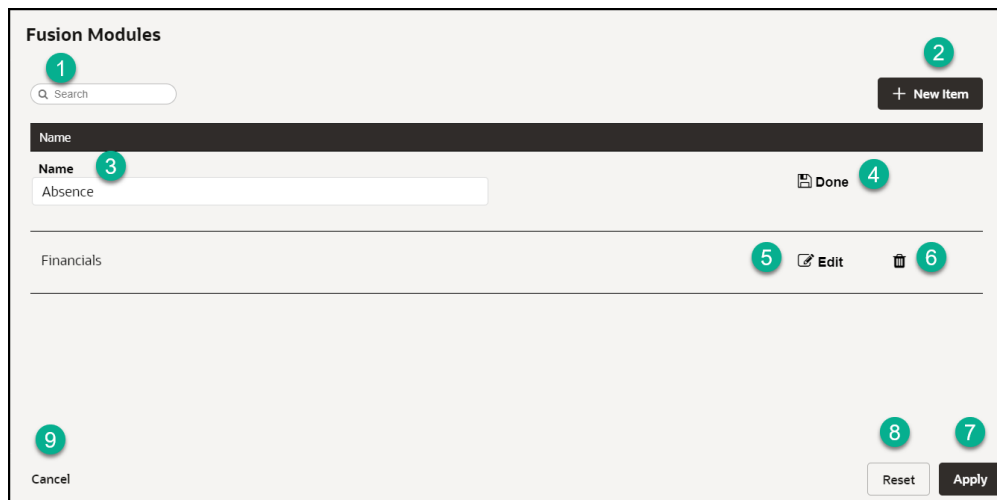 Fusion Modules
1
2
Search
+ New Item
Name
Name 3
Absence
Done 4
Financials
5 Edit 6
9
8
7
Cancel
Reset
Apply